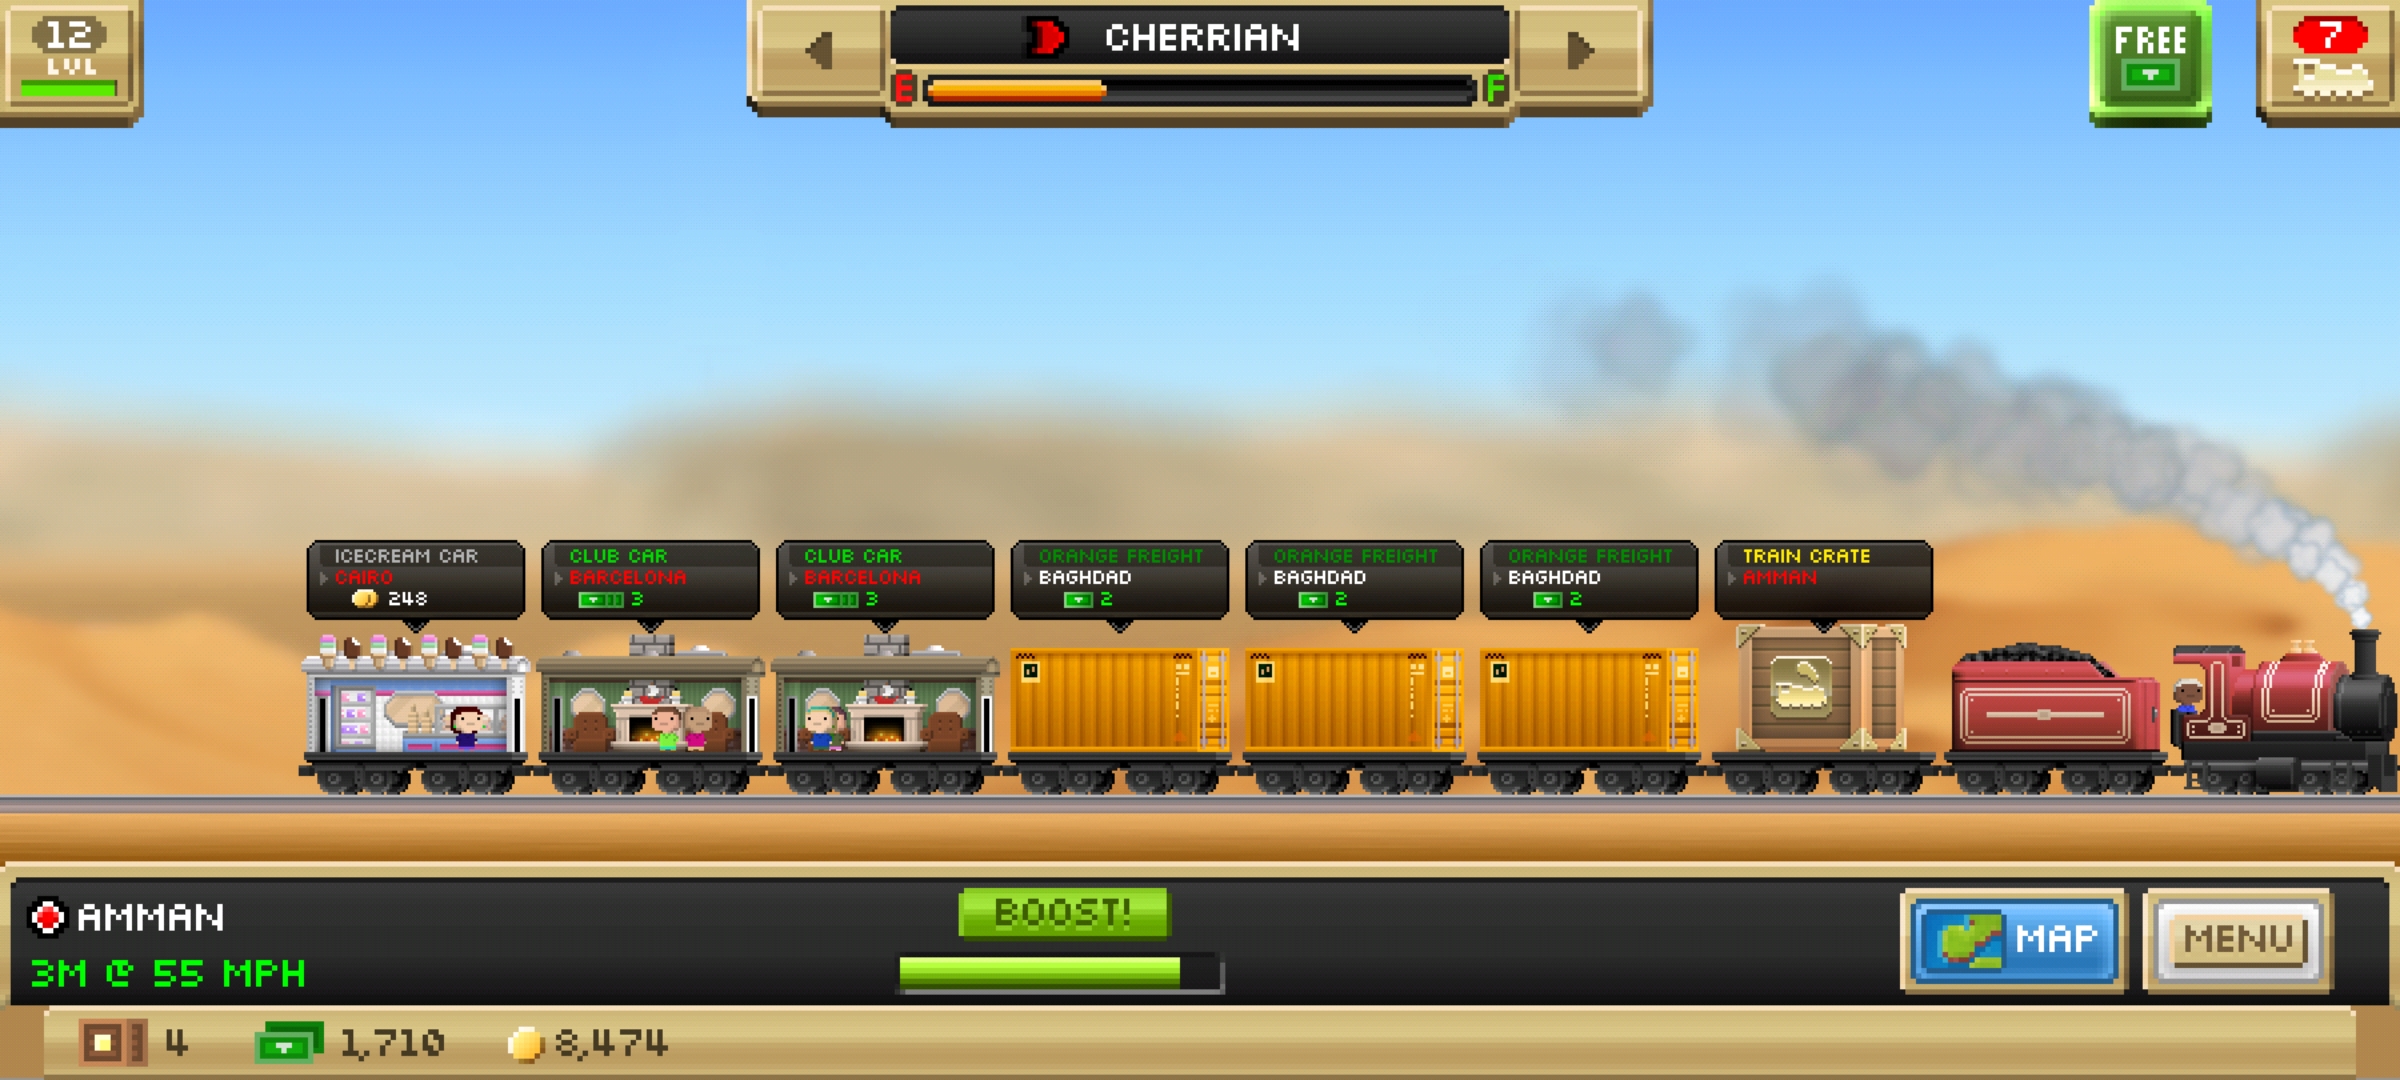 12
LVL
CHERRIAN
E
F
FREE
7
ICECREAM CAR
CAIRO
248
CLUB CAR
BARCELONA
3
CLUB CAR
BARCELONA
3
ORANGE FREIGHT
BAGHDAD
2
ORANGE FREIGHT
BAGHDAD
2
ORANGE FREIGHT
BAGHDAD
2
TRAIN CRATE
AMMAN
AMMAN
3M @ 55 MPH
BOOST!
MAP
MENU
4
1,710
8,474